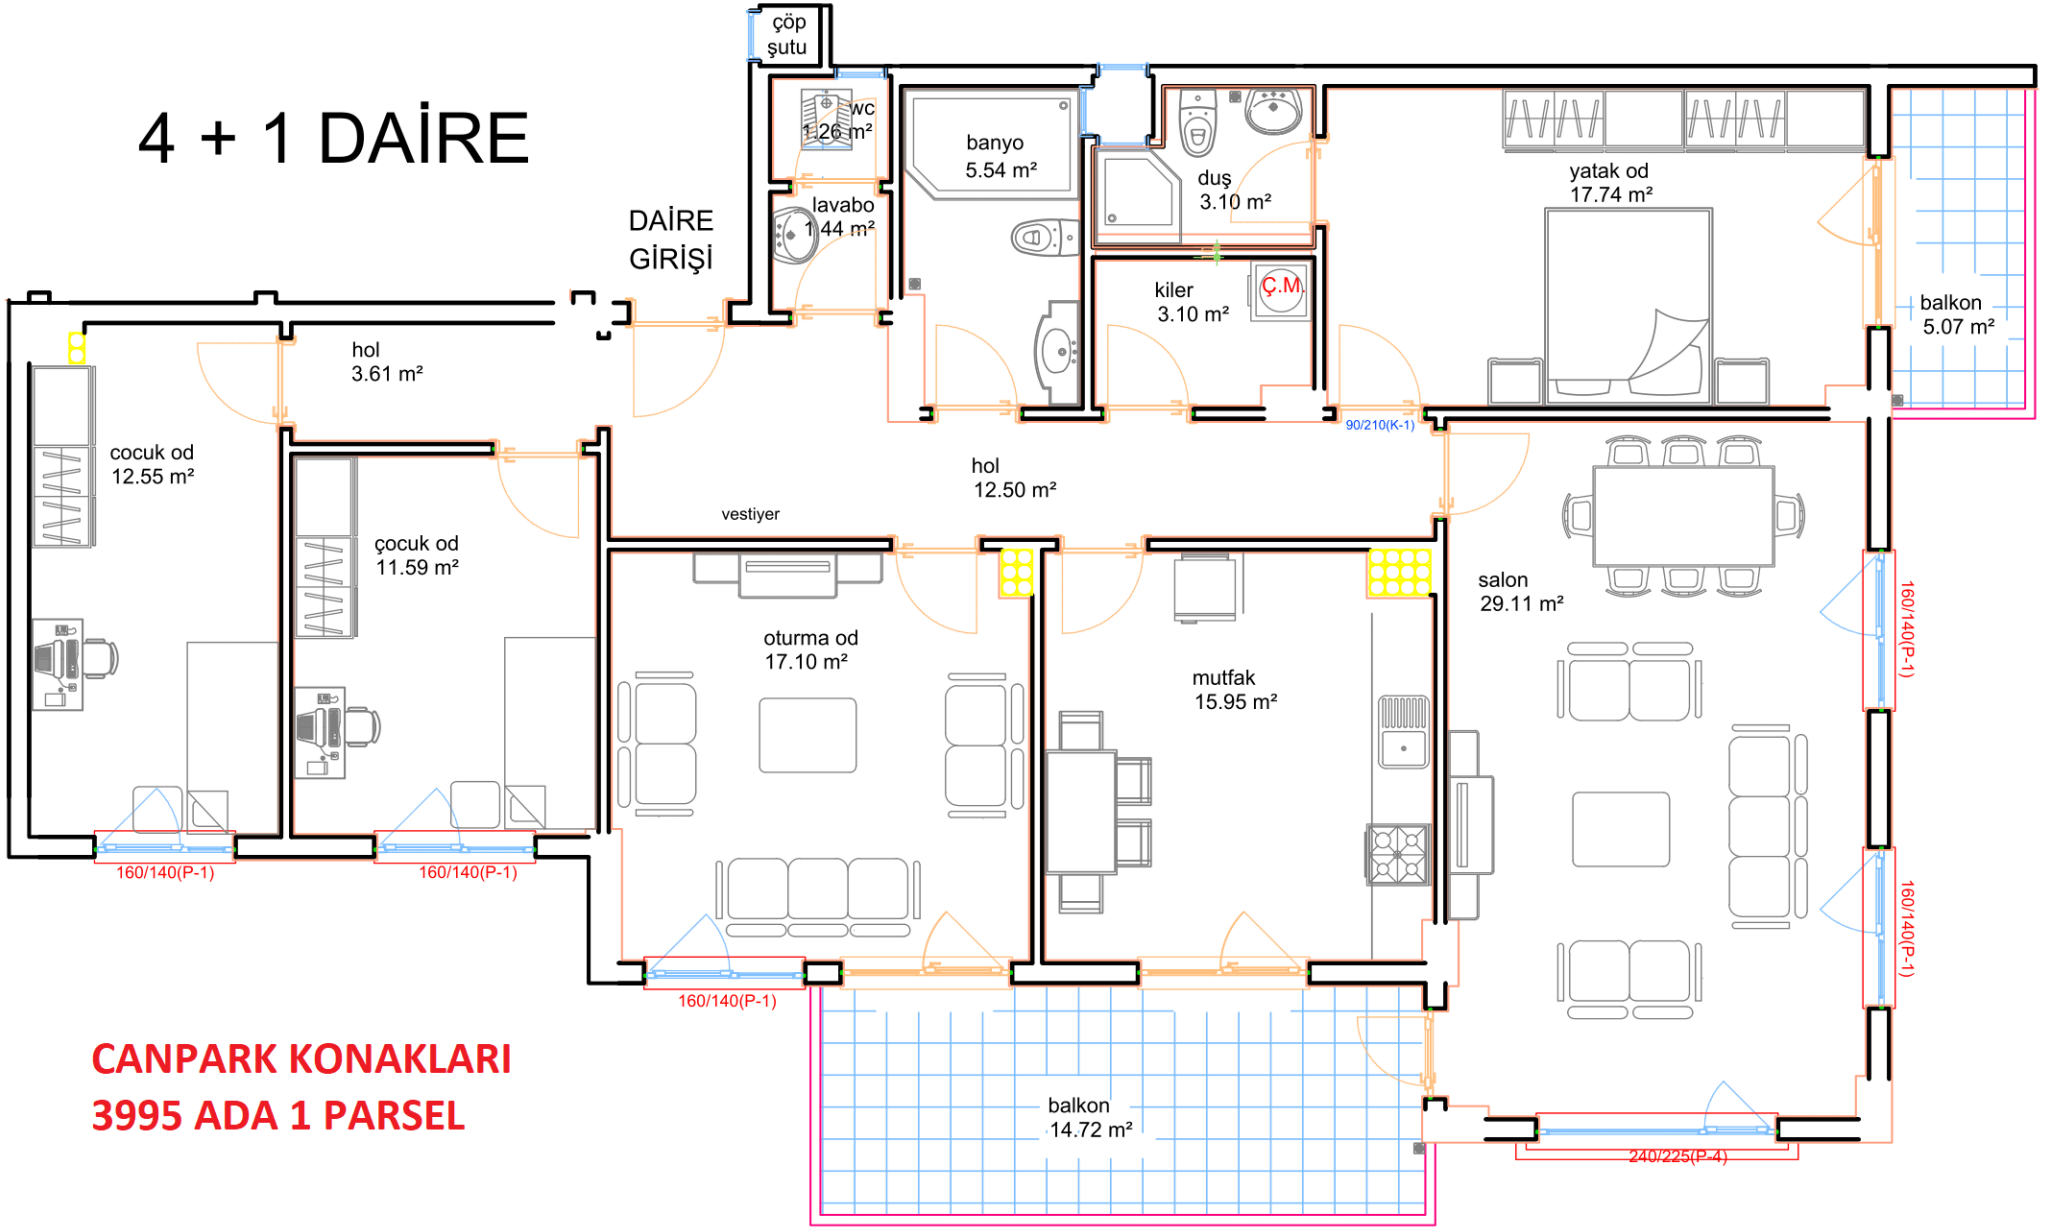 çöp
şutu
4 + 1 DAİRE
wc
1.26 m²
banyo
5.54 m²
duş
3.10 m²
yatak od
17.74 m²
lavabo
1.44 m²
DAİRE
GİRİŞİ
kiler
3.10 m²
Ç.M.
balkon
5.07 m²
hol
3.61 m²
90/210(K-1)
cocuk od
12.55 m²
hol
12.50 m²
vestiyer
çocuk od
11.59 m²
salon
29.11 m²
160/140(P-1)
oturma od
17.10 m²
mutfak
15.95 m²
160/140(P-1)
160/140(P-1)
160/140(P-1)
160/140(P-1)
CANPARK KONAKLARI
3995 ADA 1 PARSEL
balkon
14.72 m²
240/225(P-4)